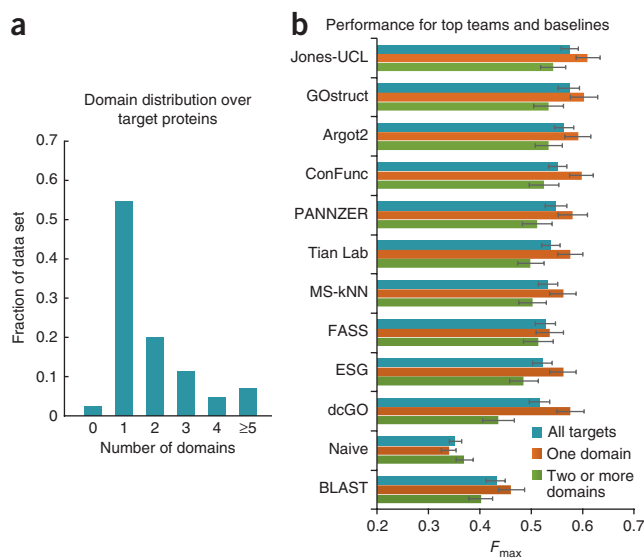 a
Domain distribution over
target proteins
0.7
0.6
0.5
0.4
0.3
0.2
0.1
0
0 1 2 3 4 ≥5
Number of domains
Fraction of data set
b
Performance for top teams and baselines
Jones-UCL
GOstruct
Argot2
ConFunc
PANNZER
Tian Lab
MS-kNN
FASS
ESG
dcGO
Naive
BLAST
All targets
One domain
Two or more
domains
0.2 0.3 0.4 0.5 0.6 0.7
Fmax